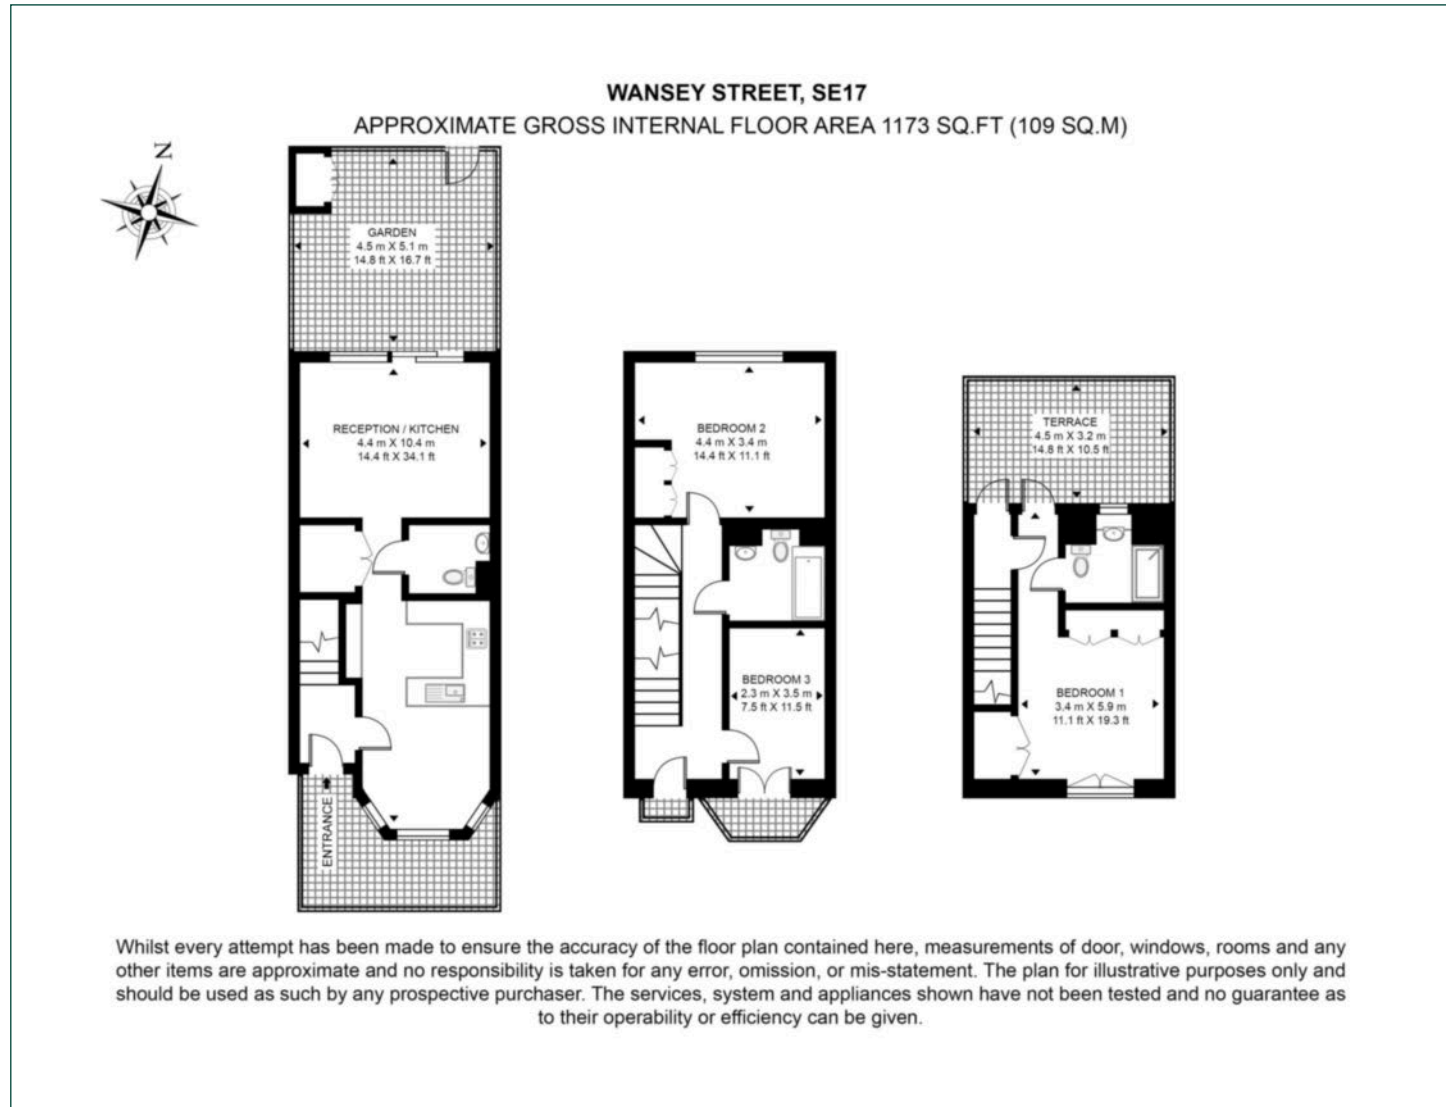 WANSEY STREET, SE17
APPROXIMATE GROSS INTERNAL FLOOR AREA 1173 SQ.FT (109 SQ.M)
N
GARDEN
4.5 m X 5.1 m
14.8 ft X 16.7 ft
RECEPTION / KITCHEN
4.4 m X 10.4 m
14.4 ft X 34.1 ft
ENTRANCE
BEDROOM 2
4.4 m X 3.4 m
14.4 ft X 11.1 ft
BEDROOM 3
2.3 m X 3.5 m
7.5 ft X 11.5 ft
TERRACE
4.5 m X 3.2 m
14.8 ft X 10.5 ft
BEDROOM 1
3.4 m X 5.9 m
11.1 ft X 19.3 ft
Whilst every attempt has been made to ensure the accuracy of the floor plan contained here, measurements of door, windows, rooms and any
other items are approximate and no responsibility is taken for any error, omission, or mis-statement. The plan for illustrative purposes only and
should be used as such by any prospective purchaser. The services, system and appliances shown have not been tested and no guarantee as
to their operability or efficiency can be given.